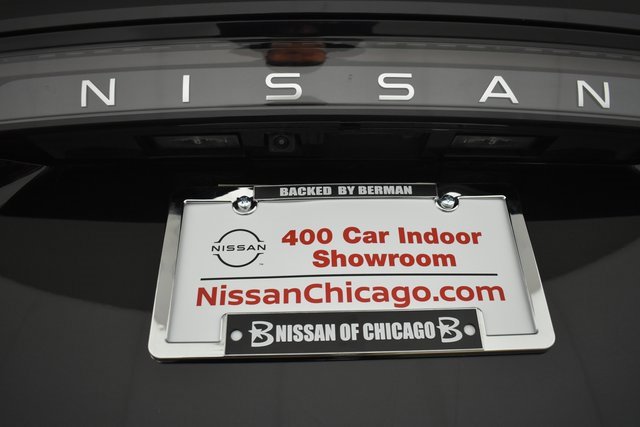 NISSAN
BACKED BY BERMAN
NISSAN
400 Car Indoor
Showroom
NissanChicago.com
B NISSAN OF CHICAGO B